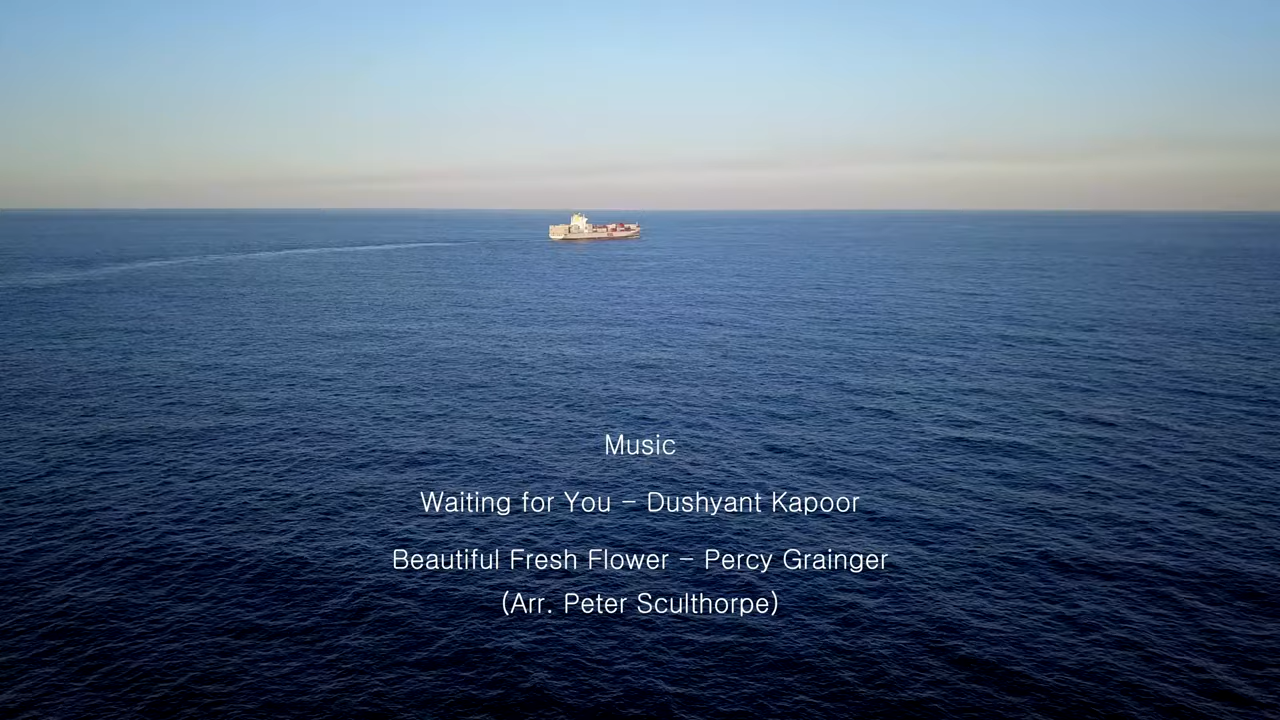 Music
Waiting for You - Dushyant Kapoor
Beautiful Fresh Flower - Percy Grainger
(Arr. Peter Sculthorpe)